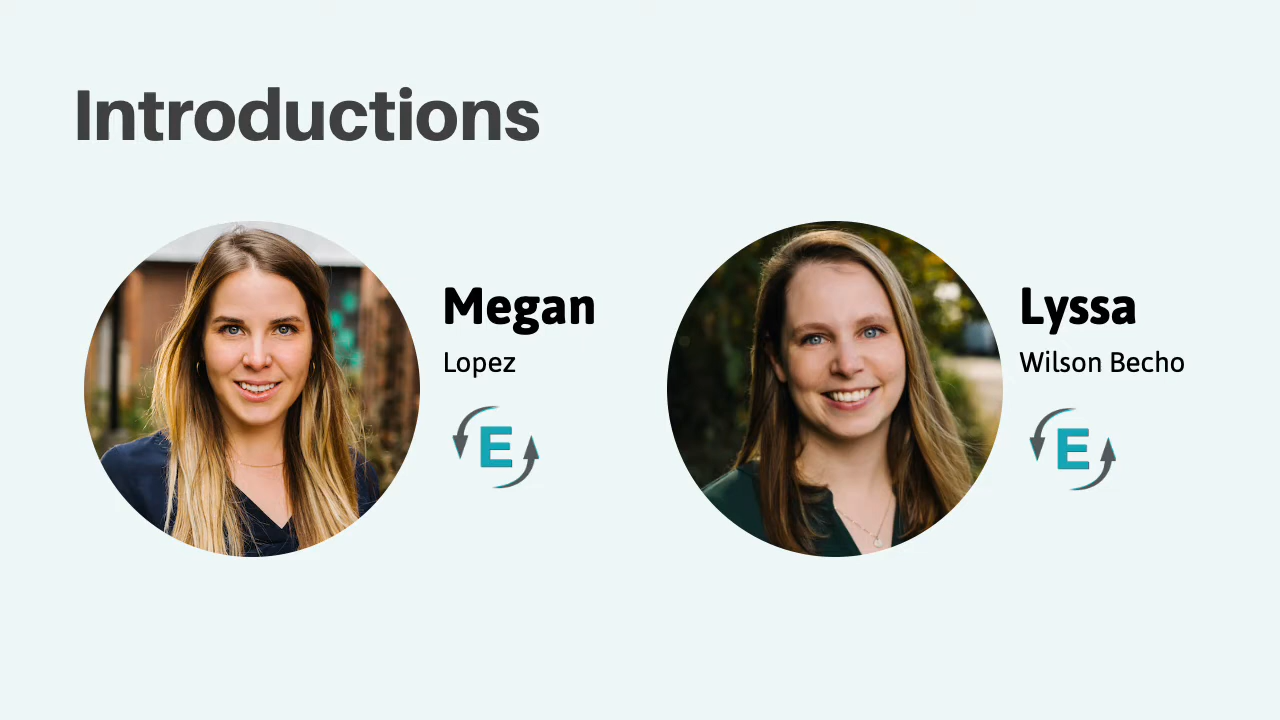 Introductions
Megan
Lopez
E
Lyssa
Wilson Becho
E